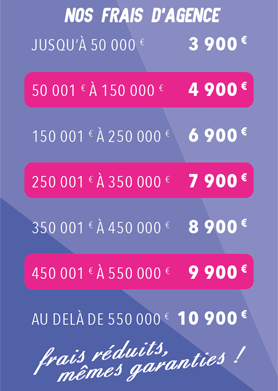 NOS FRAIS D'AGENCE
JUSQU'À 50 000 € 3 900 €
50 001 € À 150 000 € 4 900 €
150 001 € À 250 000 € 6 900 €
250 001 € À 350 000 € 7 900 €
350 001 € À 450 000 € 8 900 €
450 001 € À 550 000 € 9 900 €
AU DELÀ DE 550 000 € 10 900 €
frais réduits,
mêmes garanties !